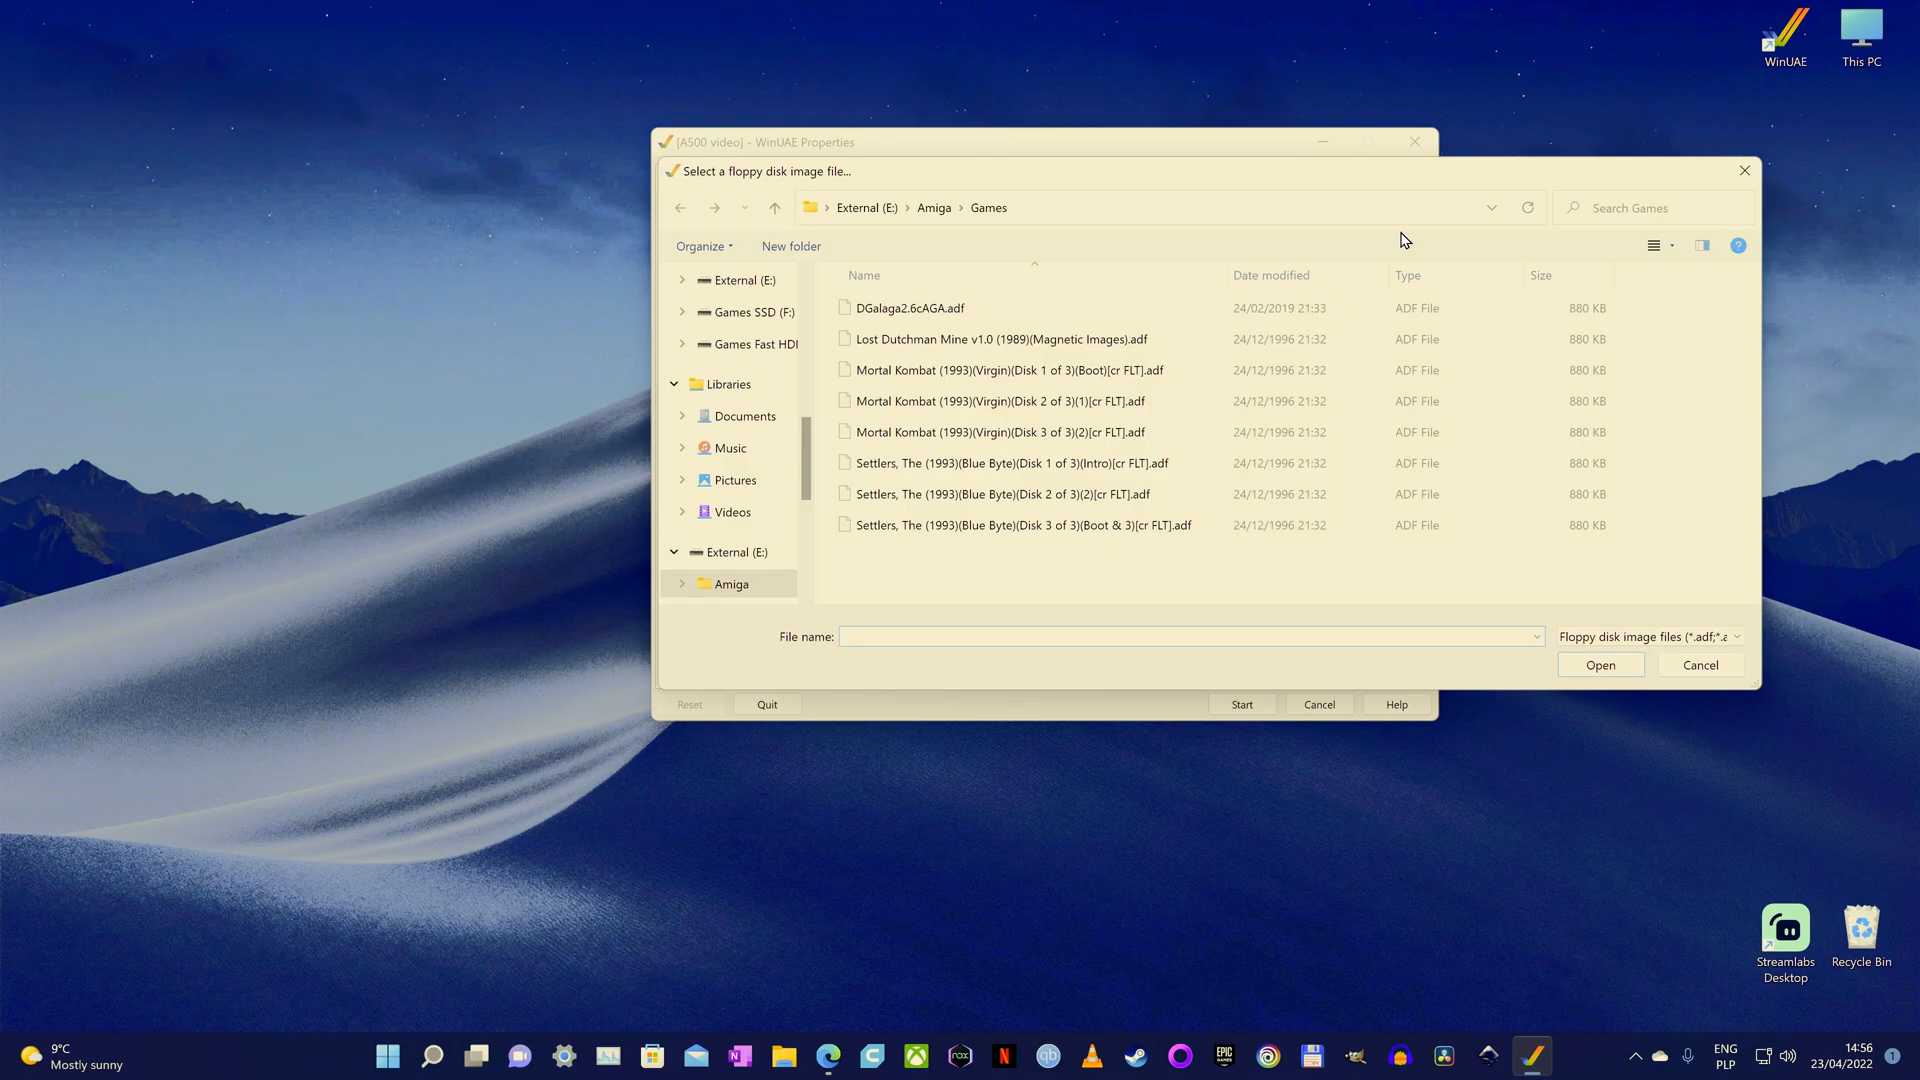 WinUAE
This PC
[A500 video] - WinUAE Properties
Select a floppy disk image file...
External (E:) > Amiga > Games
Search Games
Organize
New folder
?
Name
Date modified
Type
Size
External (E:)
Games SSD (F:)
Games Fast HDI
Libraries
Documents
Music
Pictures
Videos
External (E:)
Amiga
DGalaga2.6cAGA.adf 24/02/2019 21:33 ADF File 880 KB
Lost Dutchman Mine v1.0 (1989)(Magnetic Images).adf 24/12/1996 21:32 ADF File 880 KB
Mortal Kombat (1993)(Virgin)(Disk 1 of 3)(Boot)[cr FLT].adf 24/12/1996 21:32 ADF File 880 KB
Mortal Kombat (1993)(Virgin)(Disk 2 of 3)(1)[cr FLT].adf 24/12/1996 21:32 ADF File 880 KB
Mortal Kombat (1993)(Virgin)(Disk 3 of 3)(2)[cr FLT].adf 24/12/1996 21:32 ADF File 880 KB
Settlers, The (1993)(Blue Byte)(Disk 1 of 3)(Intro)[cr FLT].adf 24/12/1996 21:32 ADF File 880 KB
Settlers, The (1993)(Blue Byte)(Disk 2 of 3)(2)[cr FLT].adf 24/12/1996 21:32 ADF File 880 KB
Settlers, The (1993)(Blue Byte)(Disk 3 of 3)(Boot & 3)[cr FLT].adf 24/12/1996 21:32 ADF File 880 KB
File name:
Floppy disk image files (*.adf;*.a
Open
Cancel
Reset
Quit
Start
Cancel
Help
Streamlabs
Desktop
Recycle Bin
9°C
Mostly sunny
N
N
qb
EPIC
GAMES
ENG
PLP
14:56
23/04/2022
1